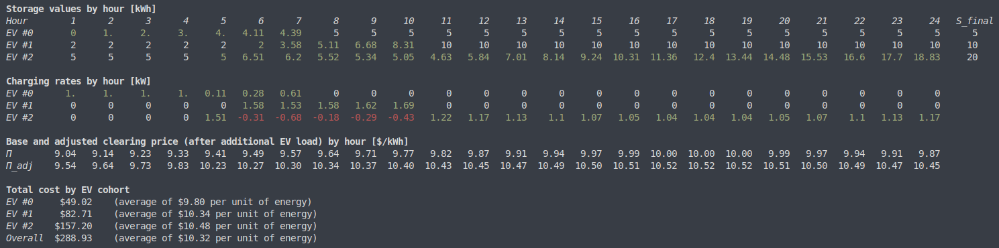 Storage values by hour [kWh]
Hour 1 2 3 4 5 6 7 8 9 10 11 12 13 14 15 16 17 18 19 20 21 22 23 24 S_final
EV #0 0 1. 2. 3. 4. 4.11 4.39 5 5 5 5 5 5 5 5 5 5 5 5 5 5 5 5 5 5
EV #1 2 2 2 2 2 2 3.58 5.11 6.68 8.31 10 10 10 10 10 10 10 10 10 10 10 10 10 10 10
EV #2 5 5 5 5 5 6.51 6.2 5.52 5.34 5.05 4.63 5.84 7.01 8.14 9.24 10.31 11.36 12.4 13.44 14.48 15.53 16.6 17.7 18.83 20
Charging rates by hour [kW]
EV #0 1. 1. 1. 1. 0.11 0.28 0.61 0 0 0 0 0 0 0 0 0 0 0 0 0 0 0 0 0
EV #1 0 0 0 0 0 1.58 1.53 1.58 1.62 1.69 0 0 0 0 0 0 0 0 0 0 0 0 0 0
EV #2 0 0 0 0 1.51 -0.31 -0.68 -0.18 -0.29 -0.43 1.22 1.17 1.13 1.1 1.07 1.05 1.04 1.04 1.04 1.05 1.07 1.1 1.13 1.17
Base and adjusted clearing price (after additional EV load) by hour [$/kWh]
Π 9.04 9.14 9.23 9.33 9.41 9.49 9.57 9.64 9.71 9.77 9.82 9.87 9.91 9.94 9.97 9.99 10.00 10.00 10.00 9.99 9.97 9.94 9.91 9.87
Π_adj 9.54 9.64 9.73 9.83 10.23 10.27 10.30 10.34 10.37 10.40 10.43 10.45 10.47 10.49 10.50 10.51 10.52 10.52 10.52 10.51 10.50 10.49 10.47 10.45
Total cost by EV cohort
EV #0 $49.02 (average of $9.80 per unit of energy)
EV #1 $82.71 (average of $10.34 per unit of energy)
EV #2 $157.20 (average of $10.48 per unit of energy)
Overall $288.93 (average of $10.32 per unit of energy)